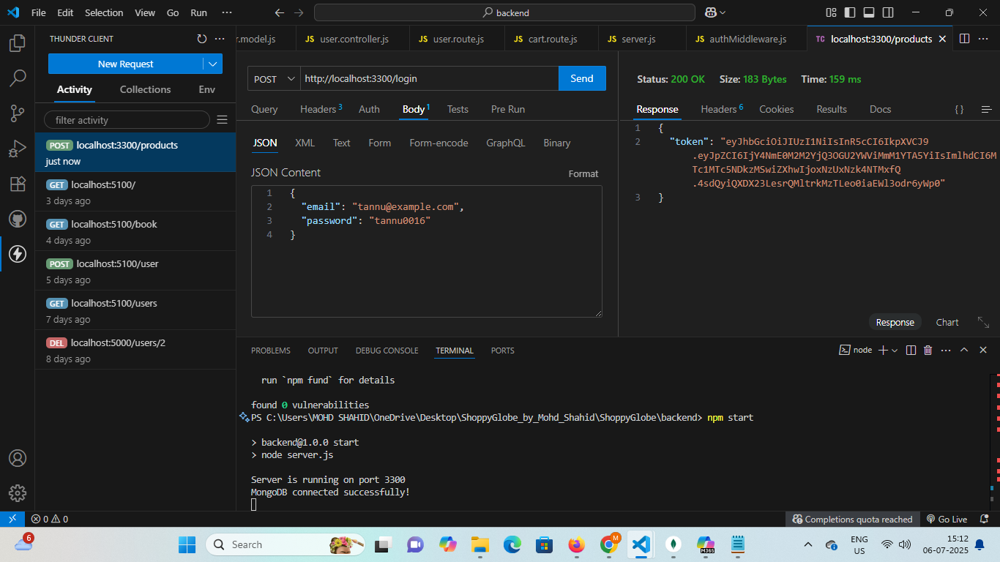 File Edit Selection View Go Run ···
backend
THUNDER CLIENT
r.model.js
JS user.controller.js
JS user.route.js
JS cart.route.js
JS server.js
JS authMiddleware.js
TC localhost:3300/products
New Request
Activity Collections Env
filter activity
POST localhost:3300/products
just now
GET localhost:5100/
3 days ago
GET localhost:5100/book
4 days ago
POST localhost:5100/user
5 days ago
GET localhost:5100/users
7 days ago
DEL localhost:5000/users/2
8 days ago
POST http://localhost:3300/login Send
Query Headers 3 Auth Body 1 Tests Pre Run
JSON XML Text Form Form-encode GraphQL Binary
JSON Content Format
1 {
2 "email": "tannu@example.com",
3 "password": "tannu0016"
4 }
Status: 200 OK Size: 183 Bytes Time: 159 ms
Response Headers 6 Cookies Results Docs { }
1 {
2 "token": "eyJhbGciOiJIUzI1NiIsInR5cCI6IkpXVCJ9
.eyJpZCI6IjY4NmE0M2M2YjQ3OGU2YWViMmM1YTA5YiIsImlhdCI6M
Tc1MTc5NDkzMSwiZXhwIjoxNzUxNzk4NTMxfQ
.4sdQyiQXDX23LesrQMltrkMzTLeo0iaEWl3odr6yWp0"
3 }
Response Chart
PROBLEMS OUTPUT DEBUG CONSOLE TERMINAL PORTS
node
run `npm fund` for details
found 0 vulnerabilities
PS C:\Users\MOHD SHAHID\OneDrive\Desktop\ShoppyGlobe_by_Mohd_Shahid\ShoppyGlobe\backend> npm start
> backend@1.0.0 start
> node server.js
Server is running on port 3300
MongoDB connected successfully!
0 0
Completions quota reached
Go Live
6
Search
M
M365
ENG
US
15:12
06-07-2025